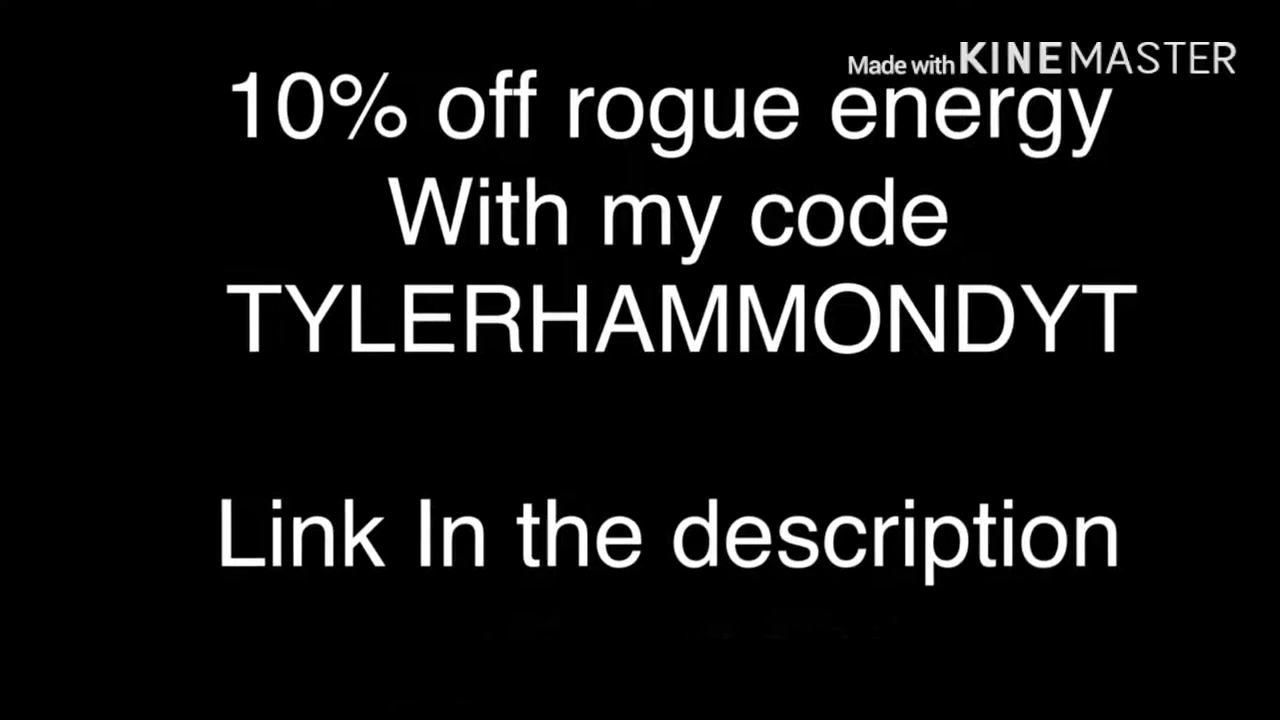 Made with KINEMASTER
10% off rogue energy
With my code
TYLERHAMMONDYT
Link In the description